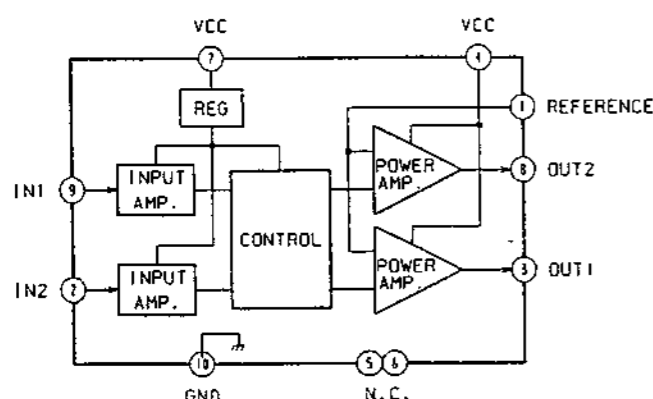 VCC
VCC
7
4
REG
1
REFERENCE
IN1
9
INPUT
AMP.
POWER
AMP.
8
OUT2
CONTROL
IN2
2
INPUT
AMP.
POWER
AMP.
3
OUT1
10
5
6
GND
N.C.